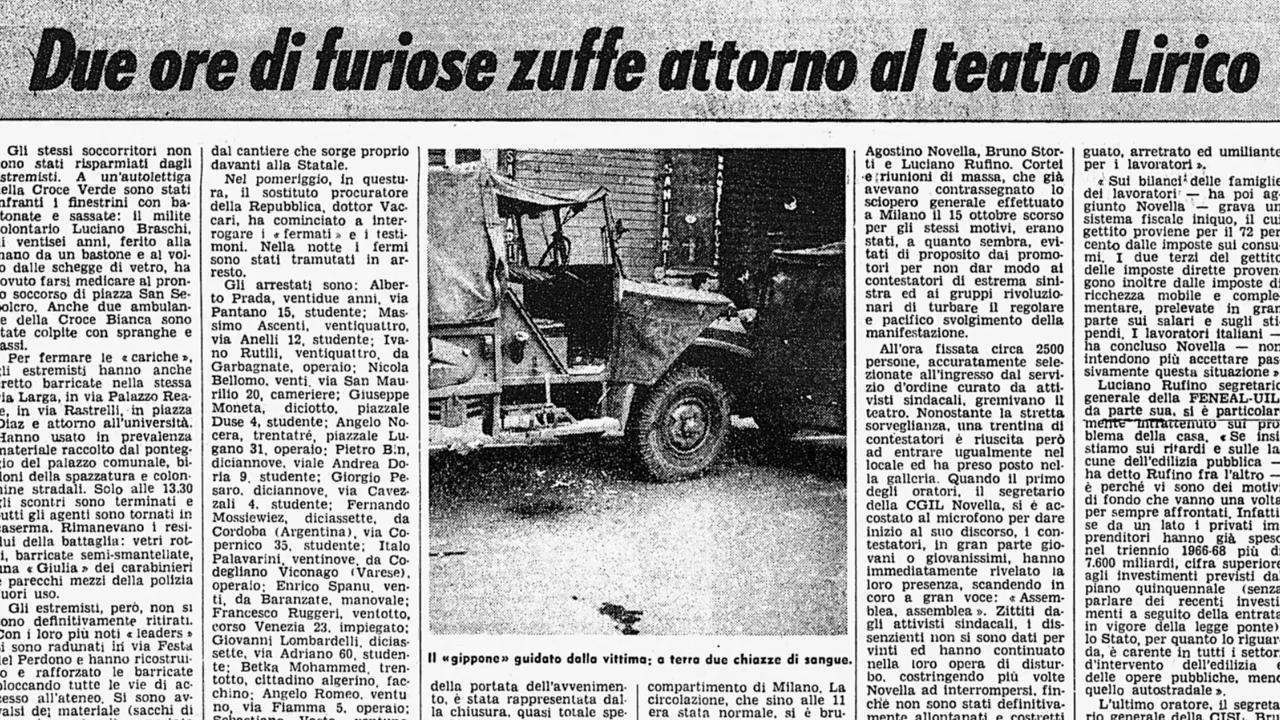 Due ore di furiose zuffe attorno al teatro Lirico
Gli stessi soccorritori non
ono stati risparmiati dagli
stremisti. A un'autolettiga
ella Croce Verde sono stati
nfranti i finestrini con ba-
tonate e sassate: il milite
olontario Luciano Braschi,
i ventisei anni, ferito alla
nano da un bastone e al vol-
o dalle schegge di vetro, ha
ovuto farsi medicare al pron-
o soccorso di piazza San Se-
olcro. Anche due ambulan-
e della Croce Bianca sono
tate colpite con spranghe e
assi.
Per fermare le « cariche »,
gli estremisti hanno anche
retto barricate nella stessa
ia Larga, in via Palazzo Rea-
e, in via Rastrelli, in piazza
Diaz e attorno all'università.
Hanno usato in prevalenza
materiale raccolto dal ponteg-
io del palazzo comunale, bi-
oni della spazzatura e colon-
nine stradali. Solo alle 13.30
gli scontri sono terminati e
utti gli agenti sono tornati in
aserma. Rimanevano i resi-
lui della battaglia: vetri rot-
i, barricate semi-smantellate,
una « Giulia » dei carabinieri
parecchi mezzi della polizia
uori uso.
Gli estremisti, però, non si
ono definitivamente ritirati.
Con i loro più noti « leaders »
i sono radunati in via Festa
el Perdono e hanno ricostrui-
o e rafforzato le barricate
loccando tutte le vie di ac-
esso all'ateneo. Si sono av-
valsi de; materiale (sacchi di
dal cantiere che sorge proprio
davanti alla Statale.
Nel pomeriggio, in questu-
ra, il sostituto procuratore
della Repubblica, dottor Vac-
cari, ha cominciato a inter-
rogare i « fermati » e i testi-
moni. Nella notte i fermi
sono stati tramutati in ar-
resto.
Gli arrestati sono: Alber-
to Prada, ventidue anni, via
Pantano 15, studente; Mas-
simo Ascenti, ventiquattro,
via Anelli 12, studente; Iva-
no Rutili, ventiquattro, da
Garbagnate, operaio; Nicola
Bellomo, venti, via San Mau-
rilio 20, cameriere; Giuseppe
Moneta, diciotto, piazzale
Duse 4, studente; Angelo No-
cera, trentatré, piazzale Lu-
gano 31, operaio; Pietro Bin,
diciannove, viale Andrea Do-
ria 9, studente; Giorgio Pe-
saro, diciannove, via Cavez-
zali 4, studente; Fernando
Mossiewiez, diciassette, da
Cordoba (Argentina), via Co-
pernico 35, studente; Italo
Palavarini, ventinove, da Co-
degliano Viconago (Varese),
operaio; Enrico Spanu, ven-
ti, da Baranzate, manovale;
Francesco Ruggeri, ventotto,
corso Venezia 23, impiegato;
Giovanni Lombardelli, dicias-
sette, via Adriano 60, studen-
te; Betka Mohammed, tren-
totto, cittadino algerino, fac-
chino; Angelo Romeo, ventu
no, via Fiamma 5, operaio;
Il «gippone» guidato dalla vittima; a terra due chiazze di sangue.
della portata dell'avvenimen-
to, è stata rappresentata dal-
la chiusura, quasi totale spe-
compartimento di Milano. La
circolazione, che sino alle 11
era stata normale, si è bru-
Agostino Novella, Bruno Stor-
ti e Luciano Rufino. Cortei
e riunioni di massa, che già
avevano contrassegnato lo
sciopero generale effettuato
a Milano il 15 ottobre scorso
per gli stessi motivi, erano
stati, a quanto sembra, evi-
tati di proposito dai promo-
tori per non dar modo ai
contestatori di estrema sini-
stra ed ai gruppi rivoluzio-
nari di turbare il regolare
e pacifico svolgimento della
manifestazione.
All'ora fissata circa 2500
persone, accuratamente sele-
zionate all'ingresso dal servi-
zio d'ordine curato da atti-
visti sindacali, gremivano il
teatro. Nonostante la stretta
sorveglianza, una trentina di
contestatori è riuscita però
ad entrare ugualmente nel
locale ed ha preso posto nel-
la galleria. Quando il primo
degli oratori, il segretario
della CGIL Novella, si è ac-
costato al microfono per dare
inizio al suo discorso, i con-
testatori, in gran parte gio-
vani o giovanissimi, hanno
immediatamente rivelato la
loro presenza, scandendo in
coro a gran voce: « Assem-
blea, assemblea ». Zittiti da-
gli attivisti sindacali, i dis-
senzienti non si sono dati per
vinti ed hanno continuato
nella loro opera di distur-
bo, costringendo più volte
Novella ad interrompersi, fin-
ché non sono stati definitiva-
mente allontanati e costretti
guato, arretrato ed umiliante
per i lavoratori ».
« Sui bilanci delle famiglie
dei lavoratori — ha poi ag-
giunto Novella — grava un
sistema fiscale iniquo, il cui
gettito proviene per il 72 per
cento dalle imposte sui consu
mi. I due terzi del gettito
delle imposte dirette proven
gono inoltre dalle imposte di
ricchezza mobile e comple
mentare, prelevate in gran
parte sui salari e sugli sti-
pendi. I lavoratori italiani —
ha concluso Novella — non
intendono più accettare pas
sivamente questa situazione »
Luciano Rufino segretario
generale della FENEAL-UIL
da parte sua, si è particolar
mente intrattenuto sul pro
blema della casa. « Se insi
stiamo sui ritardi e sulle la
cune dell'edilizia pubblica —
ha detto Rufino fra l'altro —
è perché vi sono dei motivi
di fondo che vanno una volta
per sempre affrontati. Infatti
se da un lato i privati im
prenditori hanno già speso
nel triennio 1966-68 più di
7.600 miliardi, cifra superiore
agli investimenti previsti dal
piano quinquennale (senza
parlare dei recenti investi
menti a seguito della entrata
in vigore della legge ponte)
lo Stato, per quanto lo riguar-
da, è carente in tutti i settori
d'intervento dell'edilizia e
delle opere pubbliche, meno
quello autostradale ».
L'ultimo oratore, il segreta